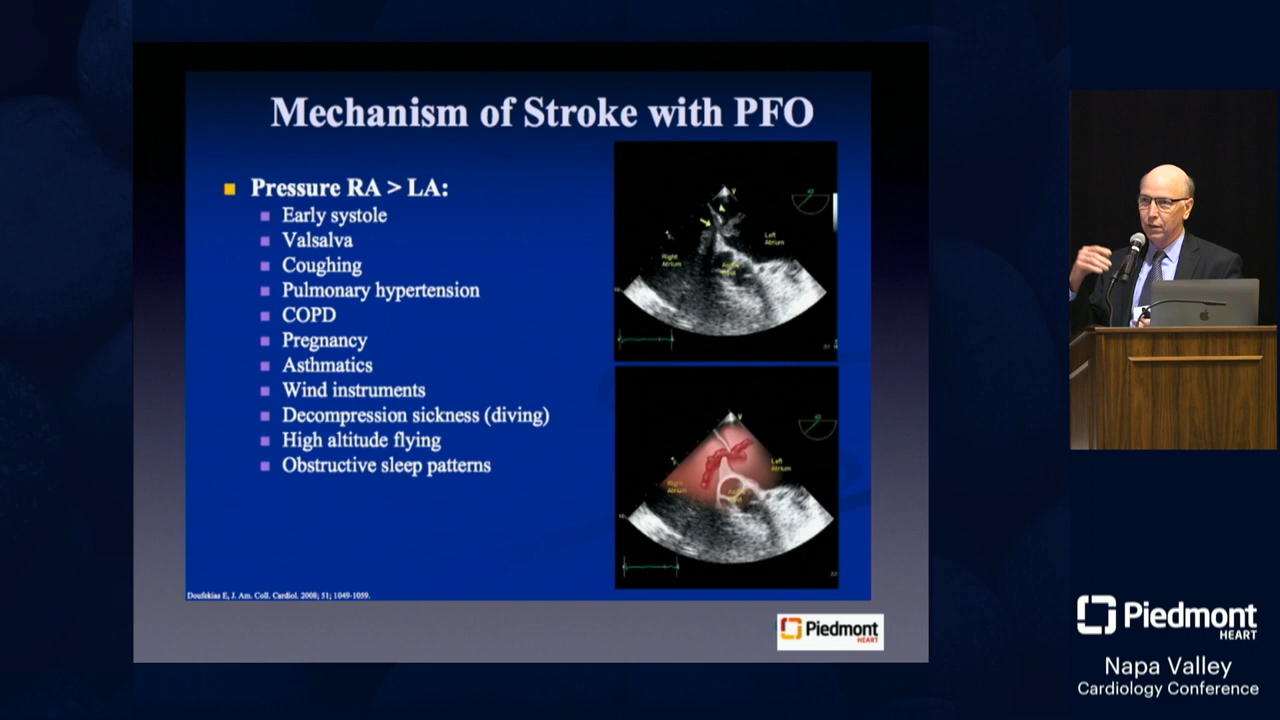 Mechanism of Stroke with PFO
Pressure RA > LA:
Early systole
Valsalva
Coughing
Pulmonary hypertension
COPD
Pregnancy
Asthmatics
Wind instruments
Decompression sickness (diving)
High altitude flying
Obstructive sleep patterns
V
Left
Atrium
Right
Atrium
V
Left
Atrium
Right
Atrium
Doufekias E, J. Am. Coll. Cardiol. 2008; 51; 1049-1059.
Piedmont
HEART
Piedmont
HEART
Napa Valley
Cardiology Conference